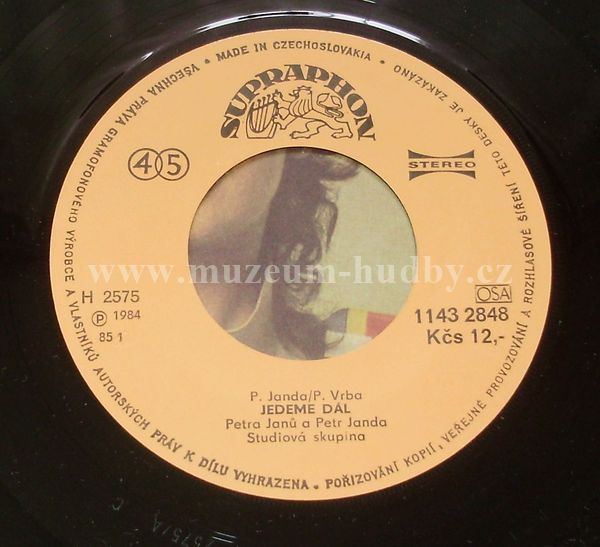 VŠECHNA PRÁVA GRAMOFONOVÉHO VÝROBCE A VLASTNÍKŮ AUTORSKÝCH PRÁV K DÍLU VYHRAZENA. • POŘIZOVÁNÍ KOPIÍ, VEŘEJNÉ PROVOZOVÁNÍ A ROZHLASOVÉ ŠÍŘENÍ TÉTO DESKY JE ZAKÁZÁNO • MADE IN CZECHOSLOVAKIA •
SUPRAPHON
45
STEREO
www.muzeum-hudby.cz
H 2575
Ⓟ 1984
85 1
OSA
1143 2848
Kčs 12,-
P. Janda/P. Vrba
JEDEME DÁL
Petra Janů a Petr Janda
Studiová skupina